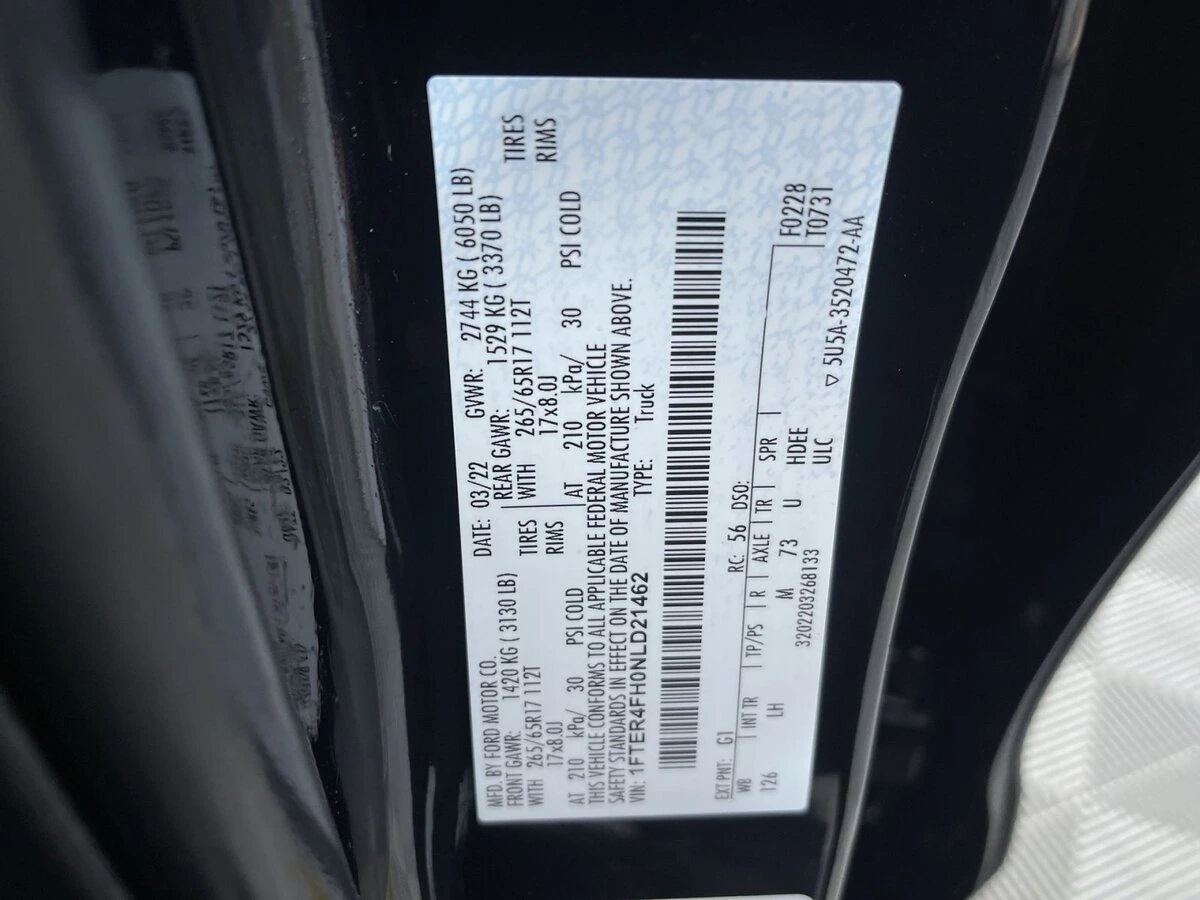 MFD. BY FORD MOTOR CO.
DATE: 03/22 GVWR: 2744 KG ( 6050 LB)
FRONT GAWR: 1420 KG ( 3130 LB)
REAR GAWR: 1529 KG ( 3370 LB)
WITH 265/65R17 112T TIRES
WITH 265/65R17 112T TIRES
17x8.0J RIMS
17x8.0J RIMS
AT 210 kPa/ 30 PSI COLD
AT 210 kPa/ 30 PSI COLD
THIS VEHICLE CONFORMS TO ALL APPLICABLE FEDERAL MOTOR VEHICLE
SAFETY STANDARDS IN EFFECT ON THE DATE OF MANUFACTURE SHOWN ABOVE.
VIN: 1FTER4FH0NLD21462 TYPE: Truck
EXT PNT: G1 RC: 56 DSO:
WB INT TR TP/PS R AXLE TR SPR F0228
126 LH M 73 U HDEE T0731
3202203268133 ULC
▽ 5U5A-3520472-AA